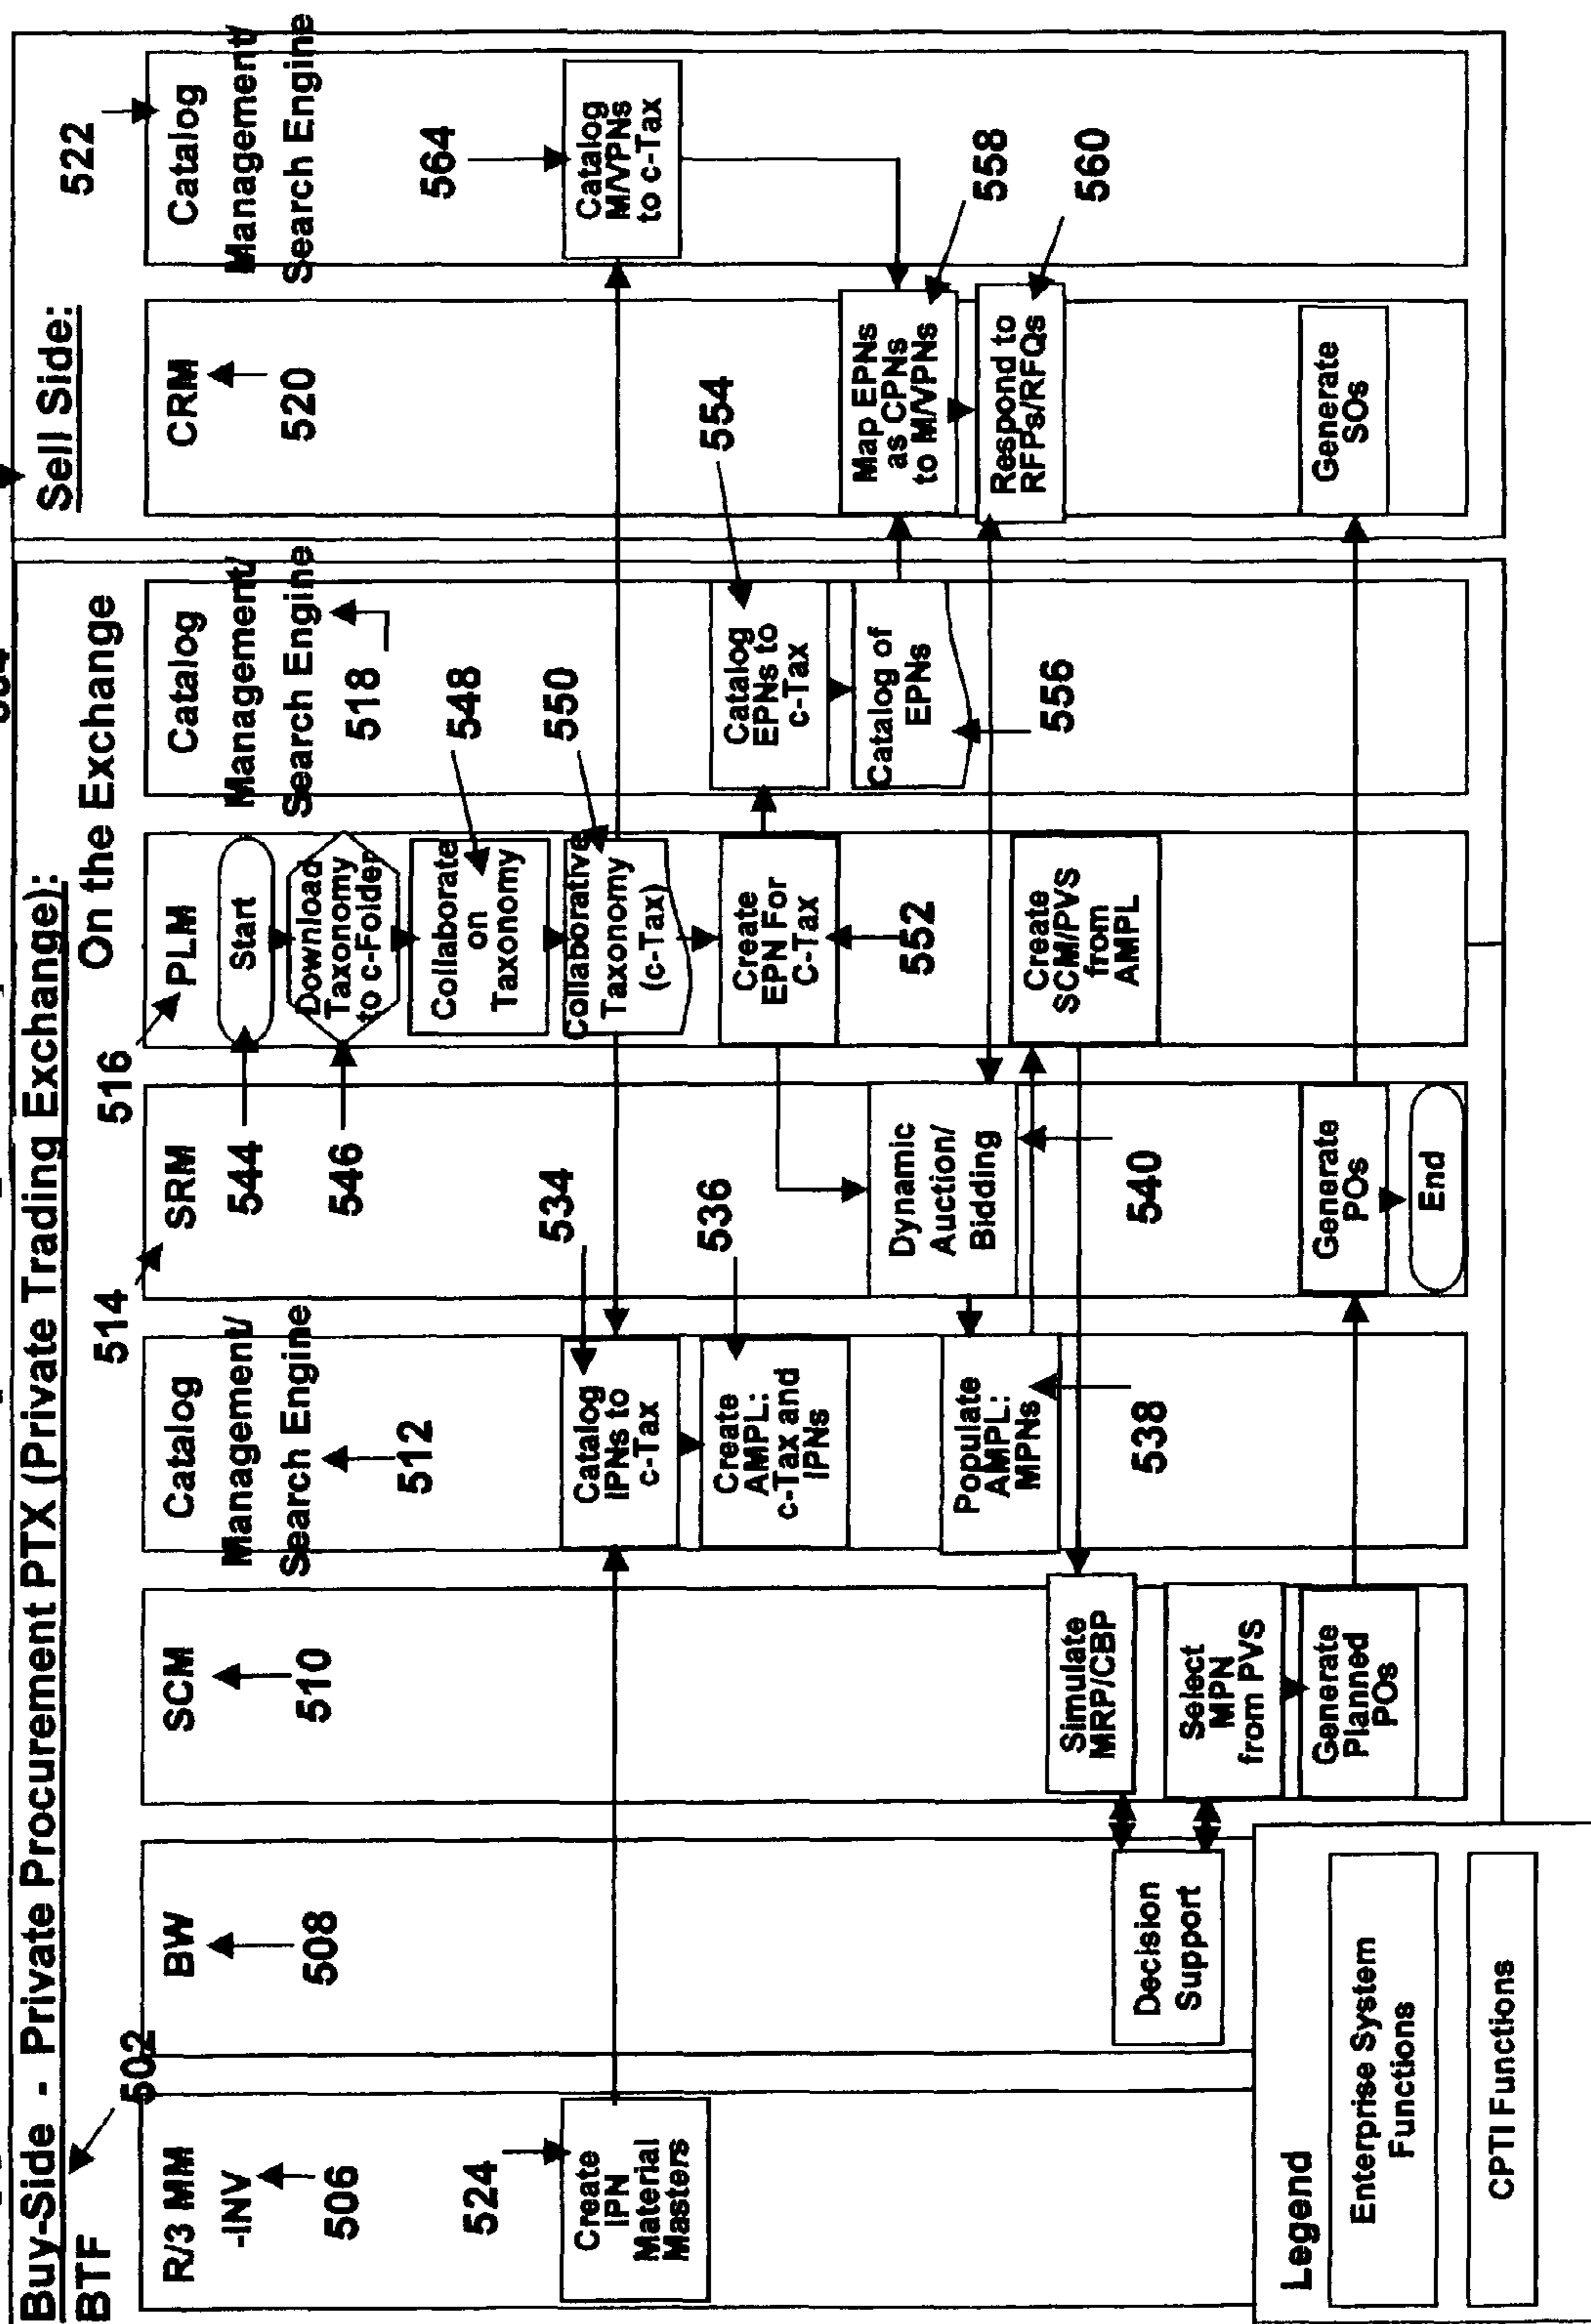 Buy-Side - Private Procurement PTX (Private Trading Exchange):
Sell Side:
BTF
502
On the Exchange
R/3 MM
-INV
506
524
Create
IPN
Material
Masters
BW
508
Decision
Support
SCM
510
Simulate
MRP/CBP
Select
MPN
from PVS
Generate
Planned
POs
Catalog
Management/
Search Engine
512
534
Catalog
IPNs to
c-Tax
536
Create
AMPL:
c-Tax and
IPNs
Populate
AMPL:
MPNs
538
514
SRM
Dynamic
Auction/
Bidding
540
Generate
POs
End
516
PLM
544
Start
546
Download
Taxonomy
to c-Folder
548
Collaborate
on
Taxonomy
550
Collaborative
Taxonomy
(c-Tax)
Create
EPN For
C-Tax
552
Create
SCM/PVS
from
AMPL
Catalog
Management/
Search Engine
518
554
Catalog
EPNs to
c-Tax
Catalog of
EPNs
556
CRM
520
Map EPNs
as CPNs
to M/VPNs
558
Respond to
RFPs/RFQs
560
Generate
SOs
522
Catalog
Management/
Search Engine
564
Catalog
M/VPNs
to c-Tax
Legend
Enterprise System
Functions
CPTI Functions